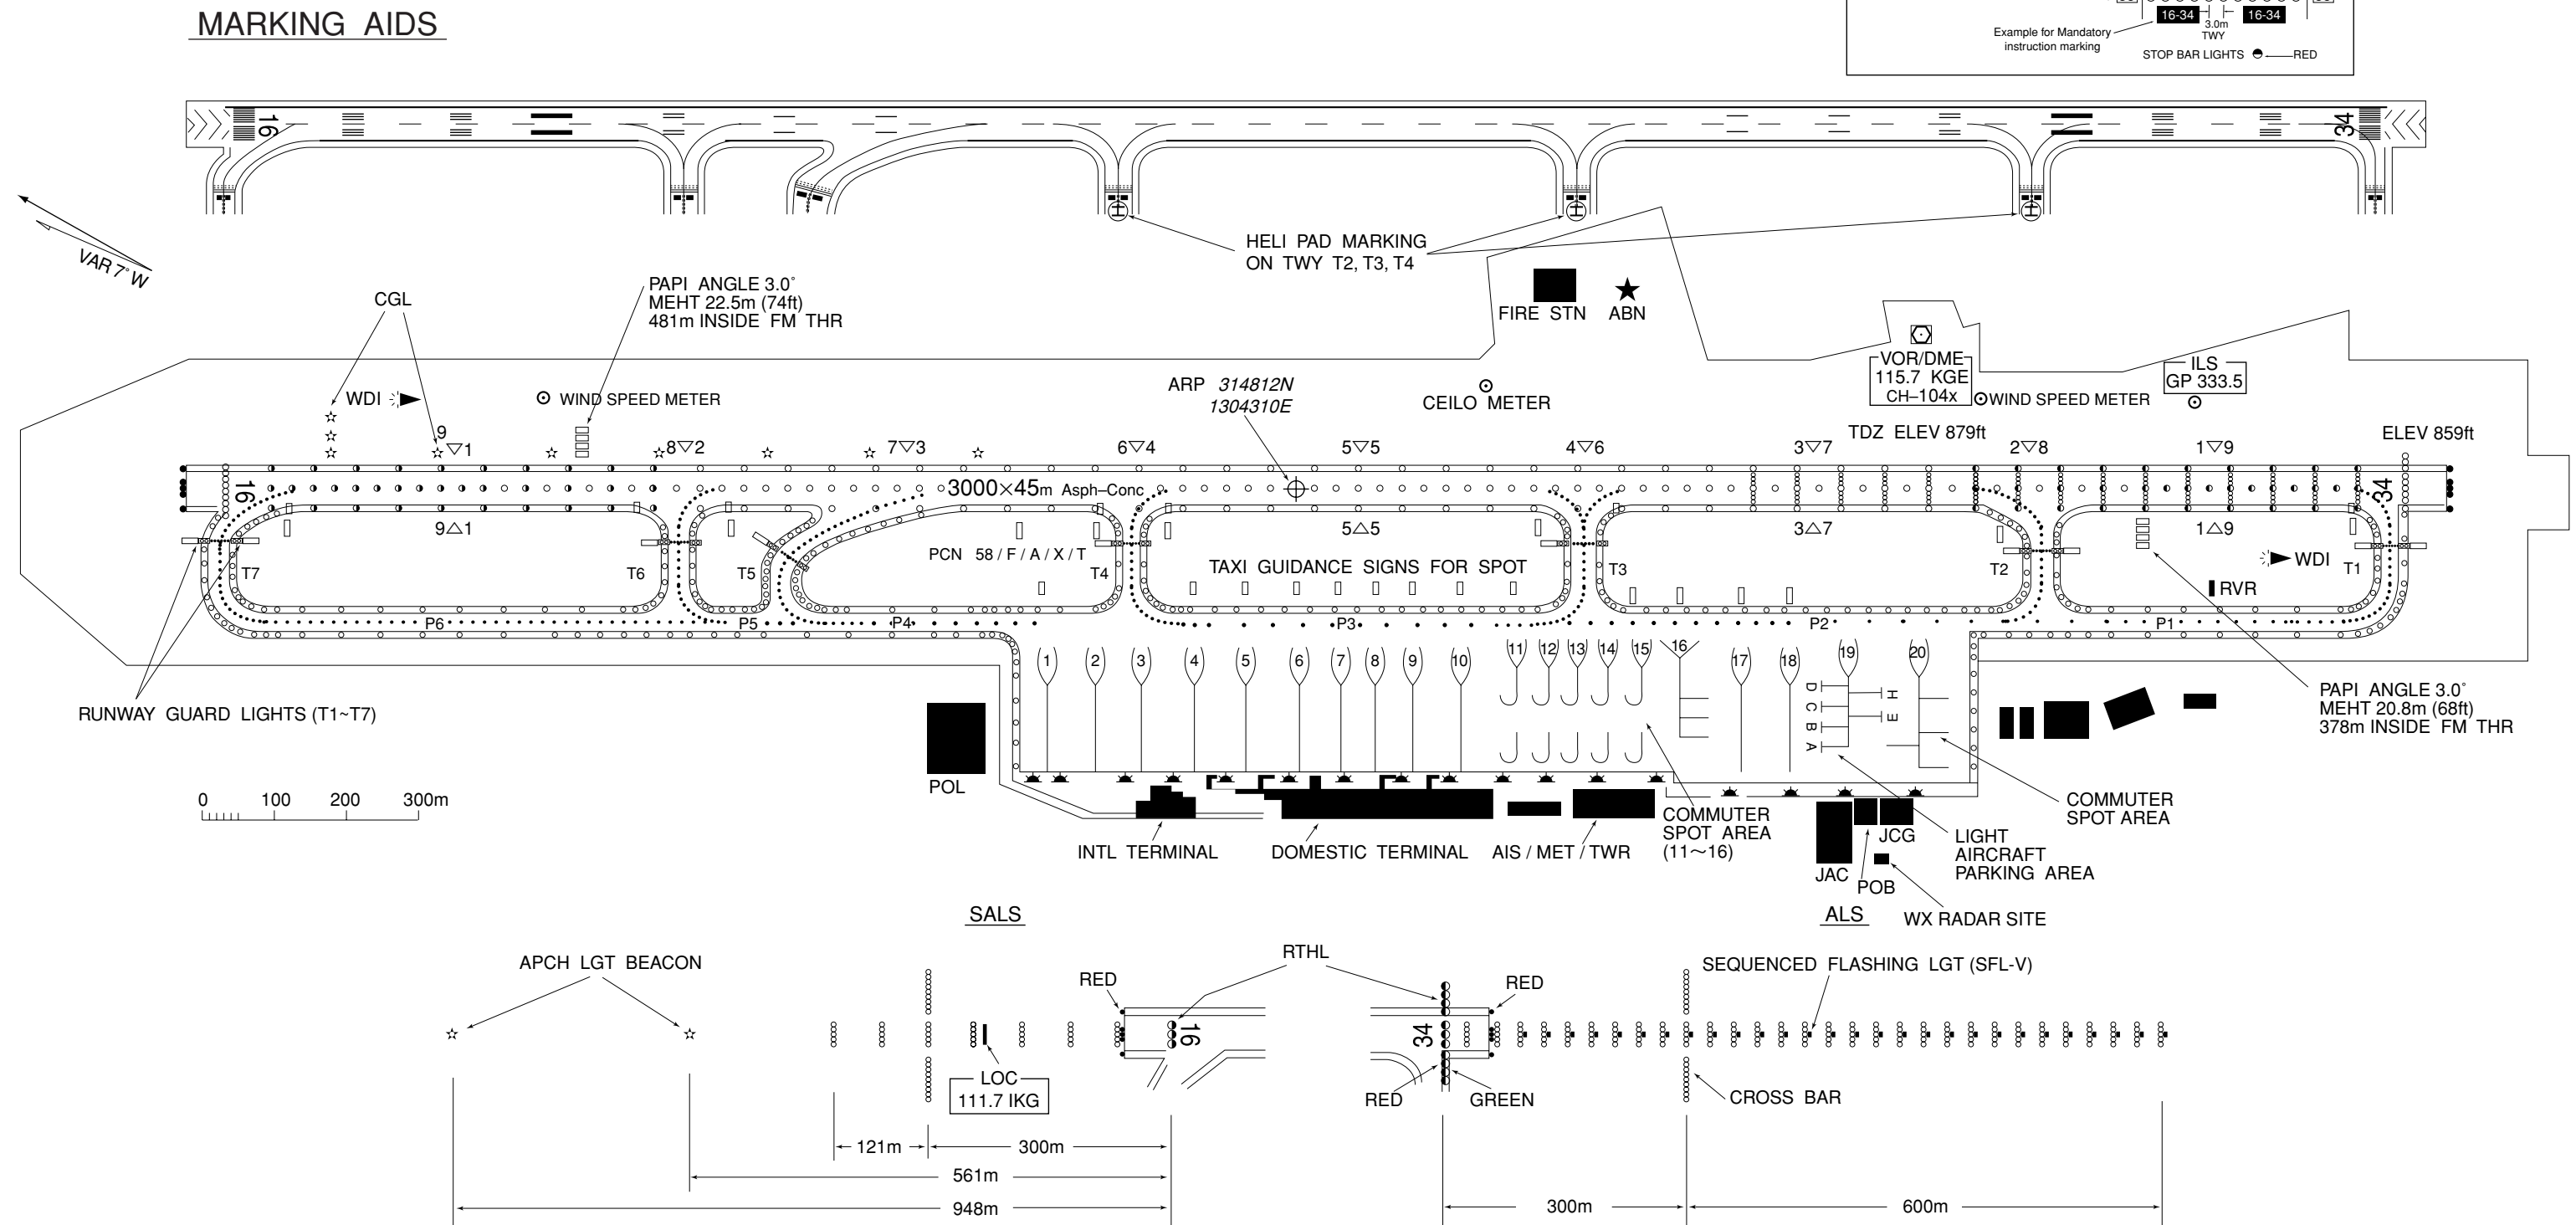 MARKING AIDS
16-34
16-34
3.0m
TWY
Example for Mandatory
instruction marking
STOP BAR LIGHTS
RED
16
34
VAR 7°W
HELI PAD MARKING
ON TWY T2, T3, T4
H
H
H
CGL
PAPI ANGLE 3.0°
MEHT 22.5m (74ft)
481m INSIDE FM THR
FIRE STN
ABN
WDI
WIND SPEED METER
ARP 314812N
1304310E
CEILO METER
VOR/DME
115.7 KGE
CH–104x
WIND SPEED METER
ILS
GP 333.5
TDZ ELEV 879ft
ELEV 859ft
9▽1
8▽2
7▽3
6▽4
5▽5
4▽6
3▽7
2▽8
1▽9
16
3000×45m Asph–Conc
34
9△1
5△5
3△7
1△9
PCN 58 / F / A / X / T
TAXI GUIDANCE SIGNS FOR SPOT
WDI
RVR
T7
T6
T5
T4
T3
T2
T1
P6
P5
P4
P3
P2
P1
1
2
3
4
5
6
7
8
9
10
11
12
13
14
15
16
17
18
19
20
D
C
B
A
H
E
RUNWAY GUARD LIGHTS (T1~T7)
PAPI ANGLE 3.0°
MEHT 20.8m (68ft)
378m INSIDE FM THR
POL
0 100 200 300m
INTL TERMINAL
DOMESTIC TERMINAL
AIS / MET / TWR
COMMUTER
SPOT AREA
(11~16)
JAC
POB
JCG
LIGHT
AIRCRAFT
PARKING AREA
COMMUTER
SPOT AREA
WX RADAR SITE
SALS
ALS
APCH LGT BEACON
RED
RTHL
RED
SEQUENCED FLASHING LGT (SFL-V)
16
34
LOC
111.7 IKG
RED
GREEN
CROSS BAR
121m
300m
561m
948m
300m
600m